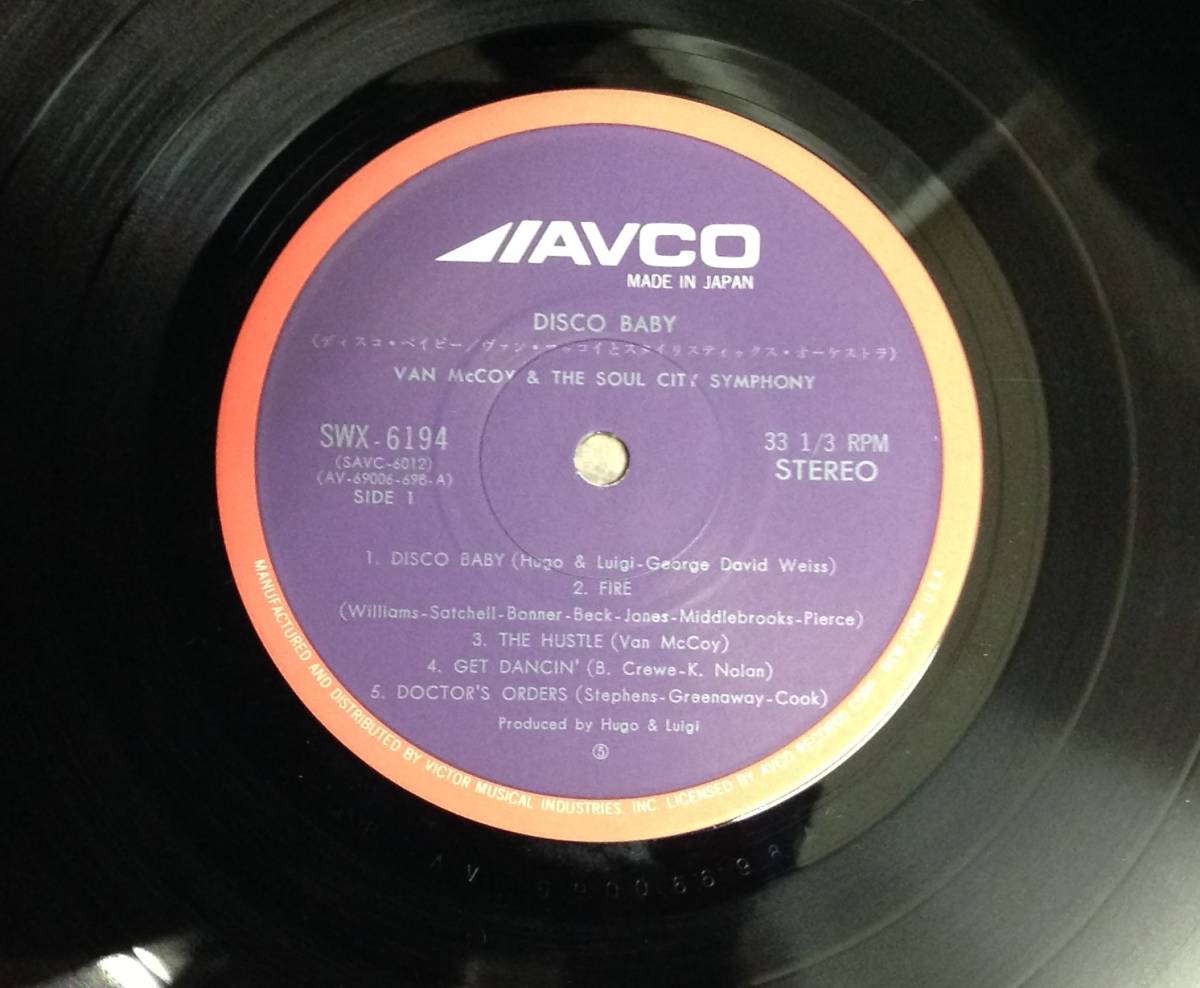 AVCO
MADE IN JAPAN
DISCO BABY
《ディスコ・ベイビー/ヴァン・マッコイとスタイリスティックス・オーケストラ》
VAN McCOY & THE SOUL CITY SYMPHONY
SWX-6194
(SAVC-6012)
(AV-69006-698-A)
SIDE 1
33 1/3 RPM
STEREO
1. DISCO BABY (Hugo & Luigi-George David Weiss)
2. FIRE
(Williams-Satchell-Bonner-Beck-Jones-Middlebrooks-Pierce)
3. THE HUSTLE (Van McCoy)
4. GET DANCIN' (B. Crewe-K. Nolan)
5. DOCTOR'S ORDERS (Stephens-Greenaway-Cook)
Produced by Hugo & Luigi
⑤
MANUFACTURED AND DISTRIBUTED BY VICTOR MUSICAL INDUSTRIES, INC. LICENSED BY AVCO RECORDS CORP. NEW YORK U.S.A.